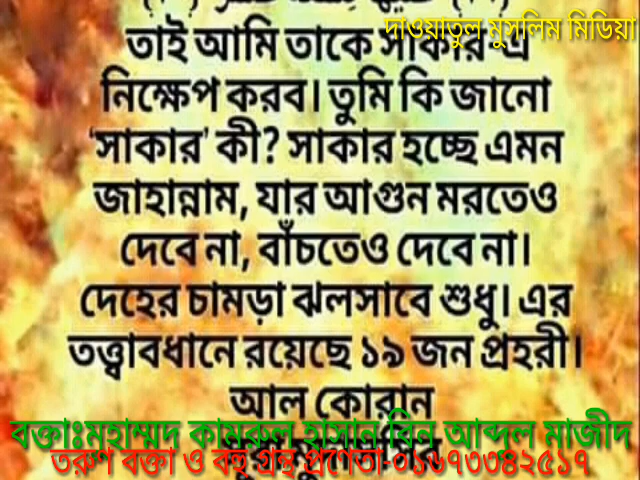 দাওয়াতুল মুসলিম মিডিয়া
তাই আমি তাকে সাকার-এ
নিক্ষেপ করব। তুমি কি জানো
'সাকার' কী? সাকার হচ্ছে এমন
জাহান্নাম, যার আগুন মরতেও
দেবে না, বাঁচতেও দেবে না।
দেহের চামড়া ঝলসাবে শুধু। এর
তত্ত্বাবধানে রয়েছে ১৯ জন প্রহরী।
আল কোরান
বক্তাঃমুহাম্মদ কামরুল হাসান বিন আব্দুল মাজীদ
তরুণ বক্তা ও বহু গ্রন্থ প্রণেতা-০১৬৭৩৩৪২৫১৭